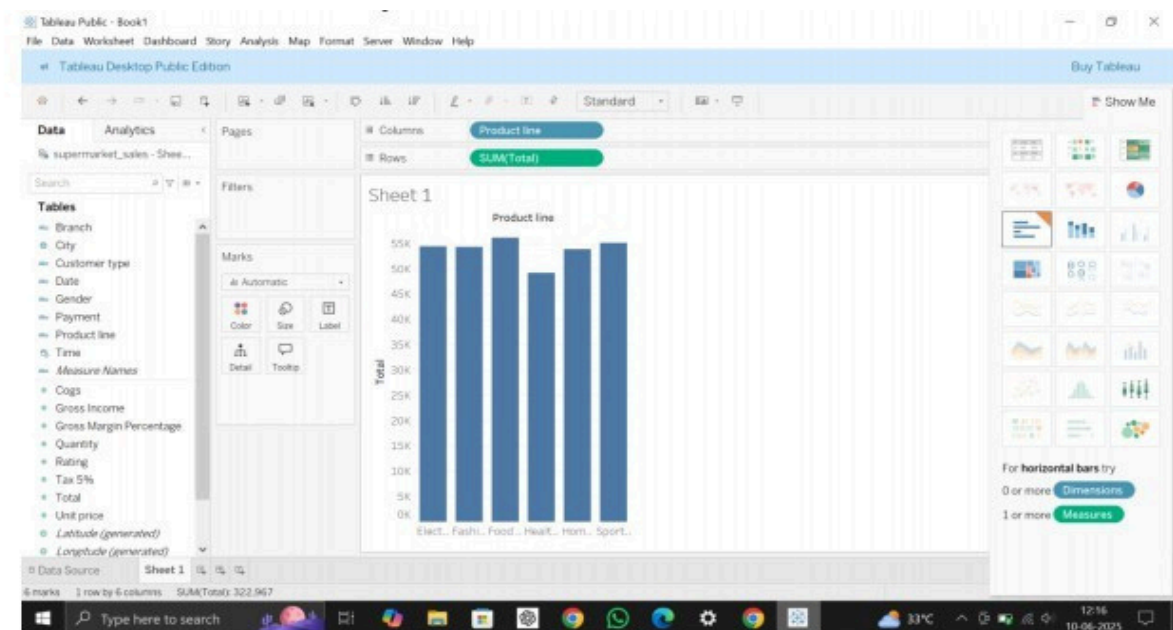 Tableau Public - Book1
File Data Worksheet Dashboard Story Analysis Map Format Server Window Help
Tableau Desktop Public Edition
Buy Tableau
Standard
Show Me
Data Analytics
supermarket_sales - Shee...
Search
Tables
Branch
City
Customer type
Date
Gender
Payment
Product line
Time
Measure Names
Cogs
Gross Income
Gross Margin Percentage
Quantity
Rating
Tax 5%
Total
Unit price
Latitude (generated)
Longitude (generated)
Pages
Filters
Marks
Automatic
Color Size Label
Detail Tooltip
Columns Product line
Rows SUM(Total)
Sheet 1
Product line
55K
50K
45K
40K
35K
30K
25K
20K
15K
10K
5K
0K
Total
Elect.. Fashi.. Food .. Healt.. Hom.. Sport..
For horizontal bars try
0 or more Dimensions
1 or more Measures
Data Source Sheet 1
6 marks 1 row by 6 columns SUM(Total): 322,967
Type here to search
33°C
12:16
10-06-2025